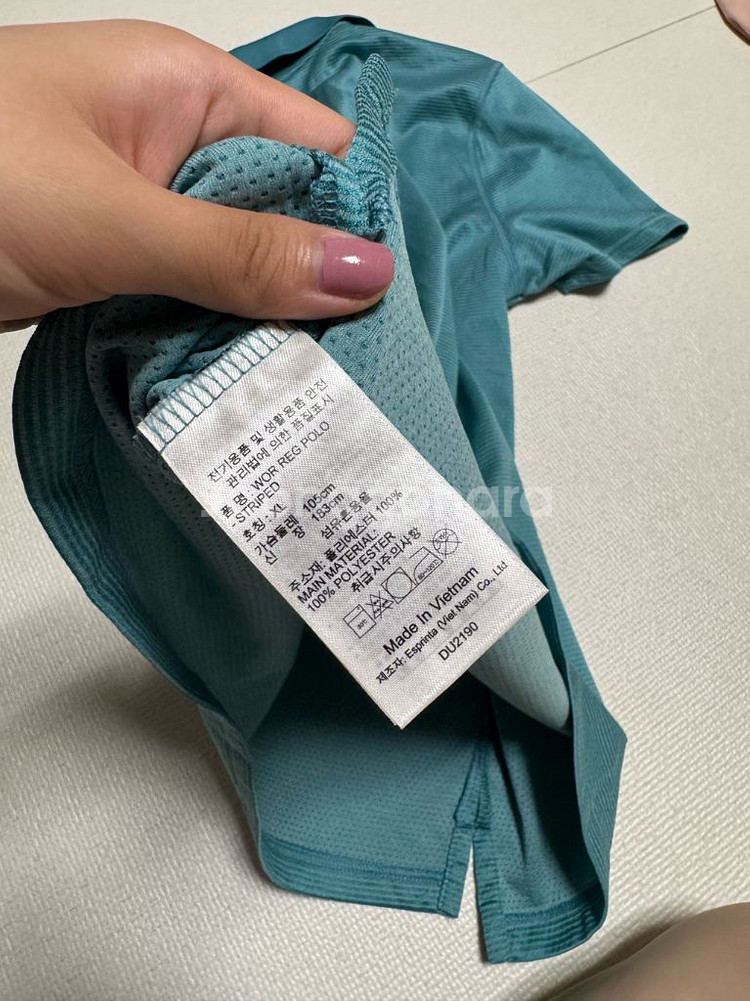 전기용품 및 생활용품 안전
관리법에 의한 품질표시
품 명 : WOR REG POLO
-STRIPED
호칭 : XL
가슴둘레 105cm
신 장 183cm
섬유혼용율
주소재: 폴리에스터 100%
MAIN MATERIAL:
100% POLYESTER
취급시주의사항
Made In Vietnam
제조자: Esprinta (Viet Nam) Co., Ltd
DU2190